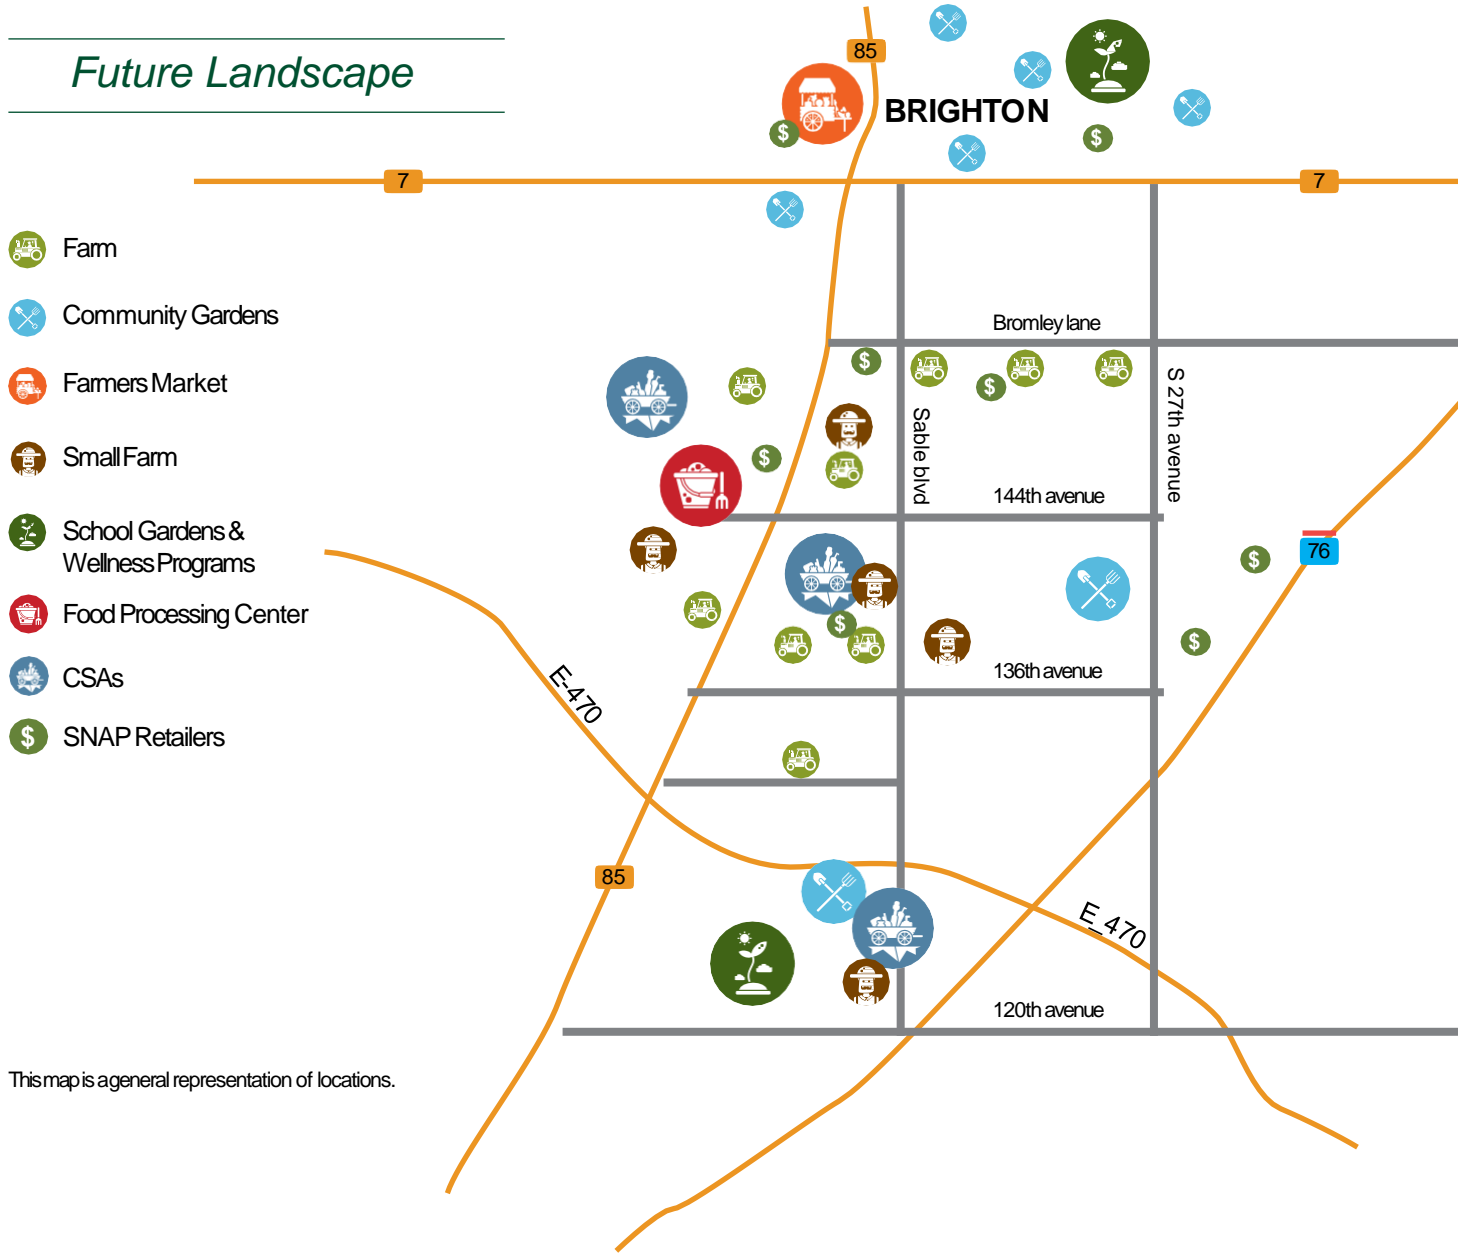 Future Landscape
85
BRIGHTON
$
$
7
7
Farm
Community Gardens
Bromley lane
$
Farmers Market
$
S 27th avenue
Sable blvd
Small Farm
$
144th avenue
School Gardens &
Wellness Programs
76
$
Food Processing Center
$
$
CSAs
136th avenue
E-470
$ SNAP Retailers
85
E_470
120th avenue
This map is a general representation of locations.